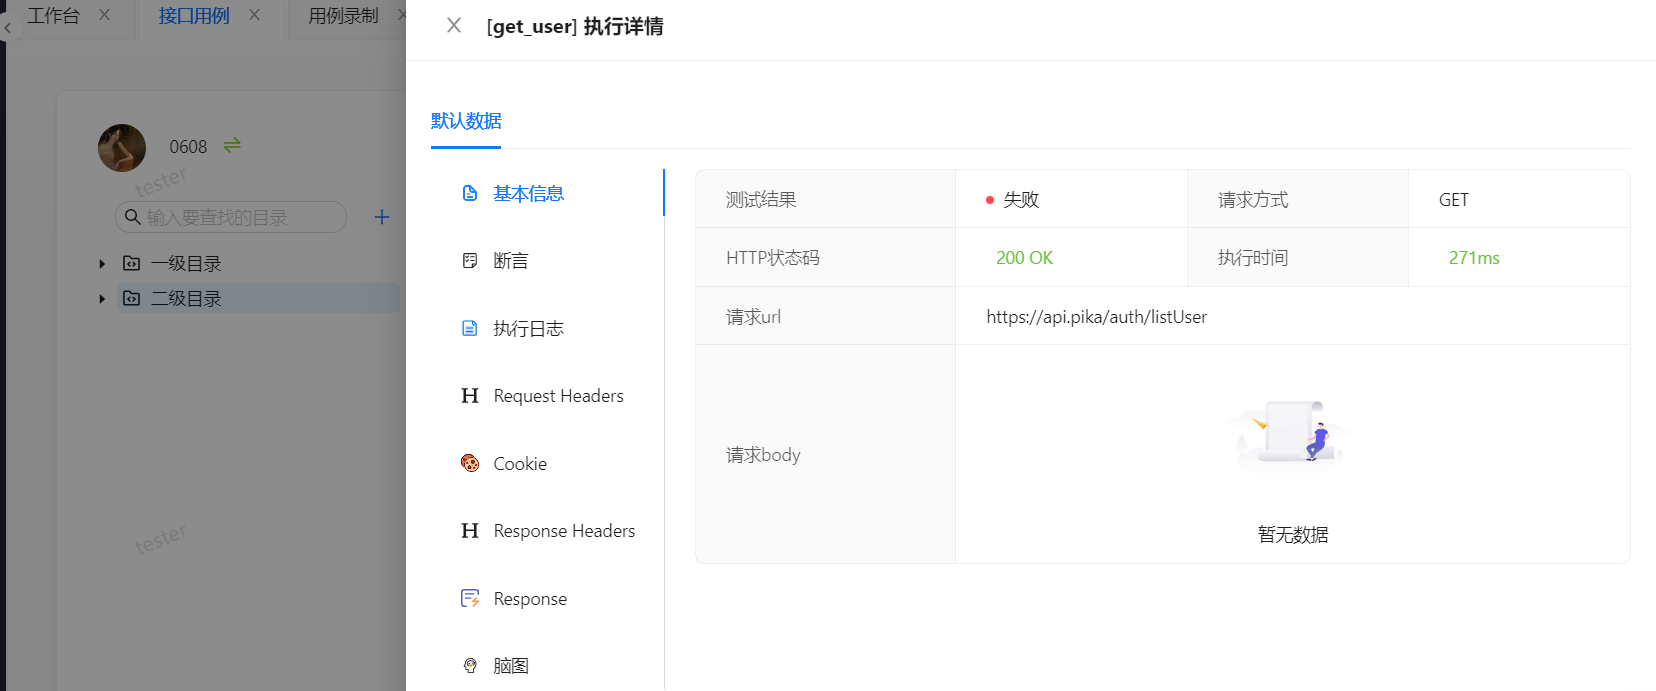 工作台
接口用例
用例录制
[get_user] 执行详情
默认数据
0608
tester
输入要查找的目录
一级目录
二级目录
tester
基本信息
断言
执行日志
Request Headers
Cookie
Response Headers
Response
脑图
测试结果 失败 请求方式 GET
HTTP状态码 200 OK 执行时间 271ms
请求url https://api.pika/auth/listUser
请求body
暂无数据